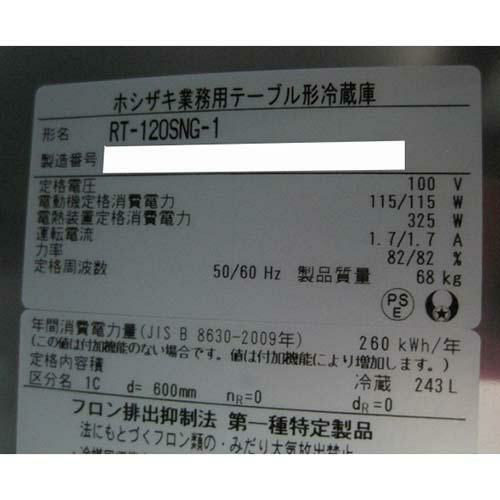 ホシザキ業務用テーブル形冷蔵庫
形名 RT-120SNG-1
製造番号
定格電圧 100 V
電動機定格消費電力 115/115 W
電熱装置定格消費電力 325 W
運転電流 1.7/1.7 A
力率 82/82 %
定格周波数 50/60 Hz 製品質量 68 kg
PS
E
年間消費電力量(JIS B 8630-2009年) 260 kWh/年
(この値は付加機能のない場合です。値は付加機能により増加します。)
定格内容積 冷蔵 243 L
区分名 1C d= 600mm nR=0 dR=0
フロン排出抑制法 第一種特定製品
法にもとづくフロン類の・みだり大気放出禁止